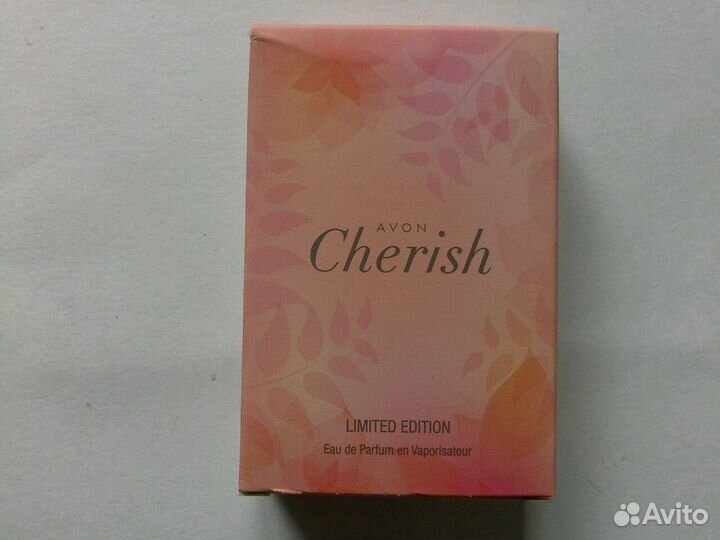 AVON
Cherish
LIMITED EDITION
Eau de Parfum en Vaporisateur
Avito